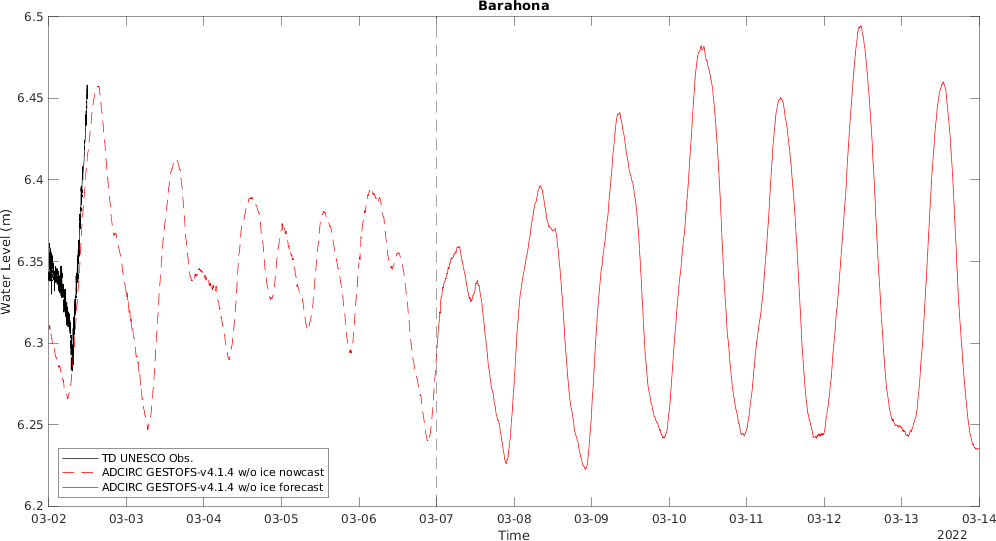 Barahona
6.5
6.45
6.4
6.35
6.3
6.25
6.2
Water Level (m)
TD UNESCO Obs.
ADCIRC GESTOFS-v4.1.4 w/o ice nowcast
ADCIRC GESTOFS-v4.1.4 w/o ice forecast
03-02 03-03 03-04 03-05 03-06 03-07 03-08 03-09 03-10 03-11 03-12 03-13 03-14
Time
2022